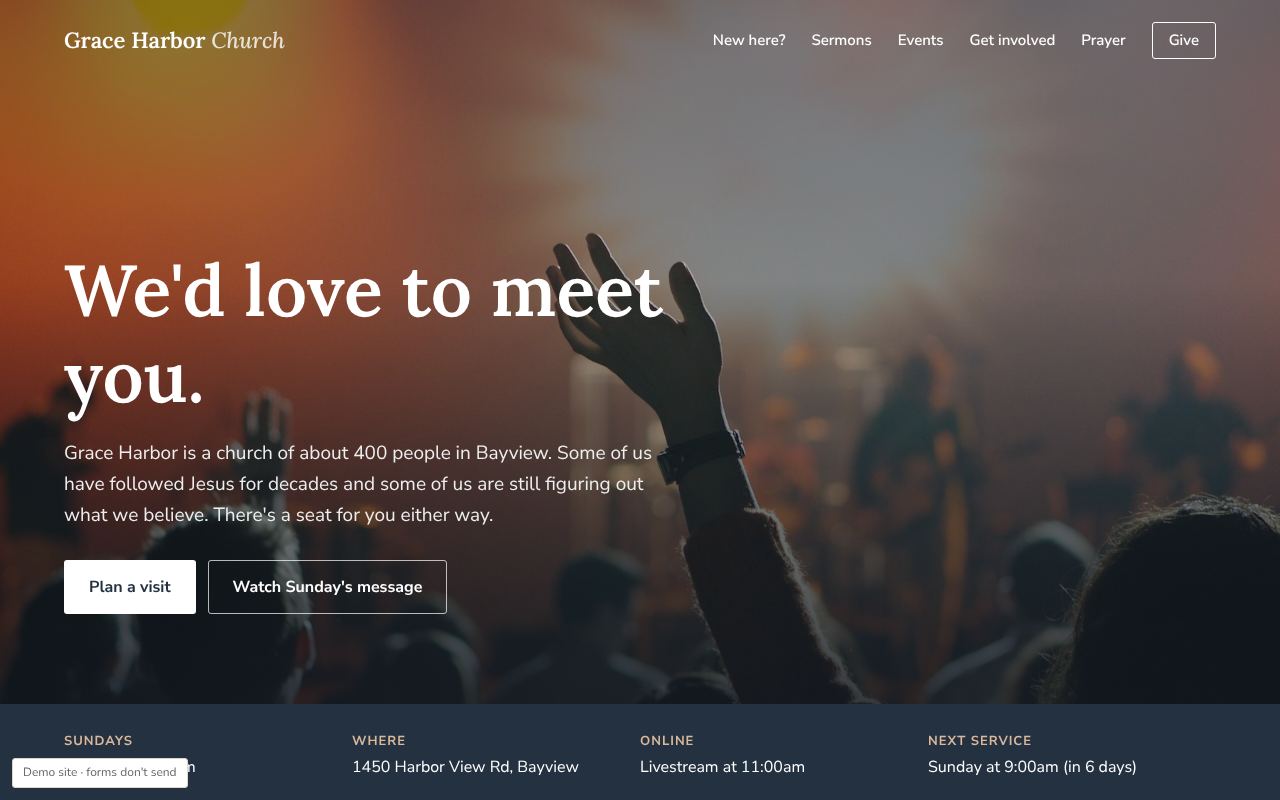 Grace Harbor Church
New here? Sermons Events Get involved Prayer Give
We'd love to meet
you.
Grace Harbor is a church of about 400 people in Bayview. Some of us
have followed Jesus for decades and some of us are still figuring out
what we believe. There's a seat for you either way.
Plan a visit Watch Sunday's message
SUNDAYS WHERE ONLINE NEXT SERVICE
1450 Harbor View Rd, Bayview Livestream at 11:00am Sunday at 9:00am (in 6 days)
Demo site · forms don't send